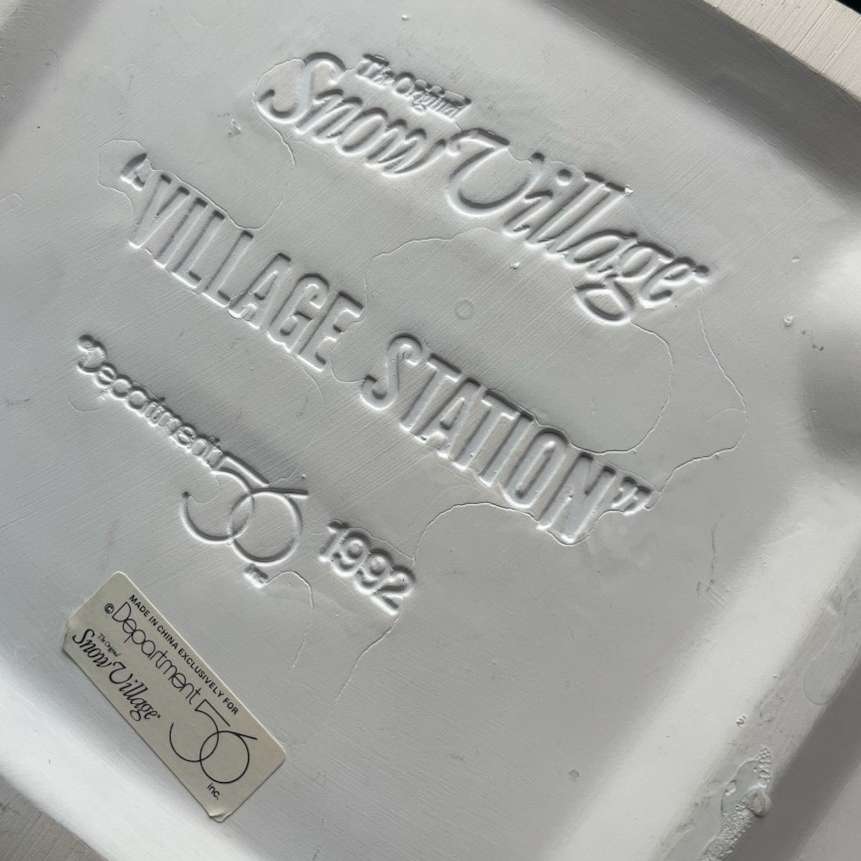 The Original
Snow Village®
"VILLAGE STATION"
Department 56 inc 1992
MADE IN CHINA EXCLUSIVELY FOR
© Department 56 inc.
The Original
Snow Village®